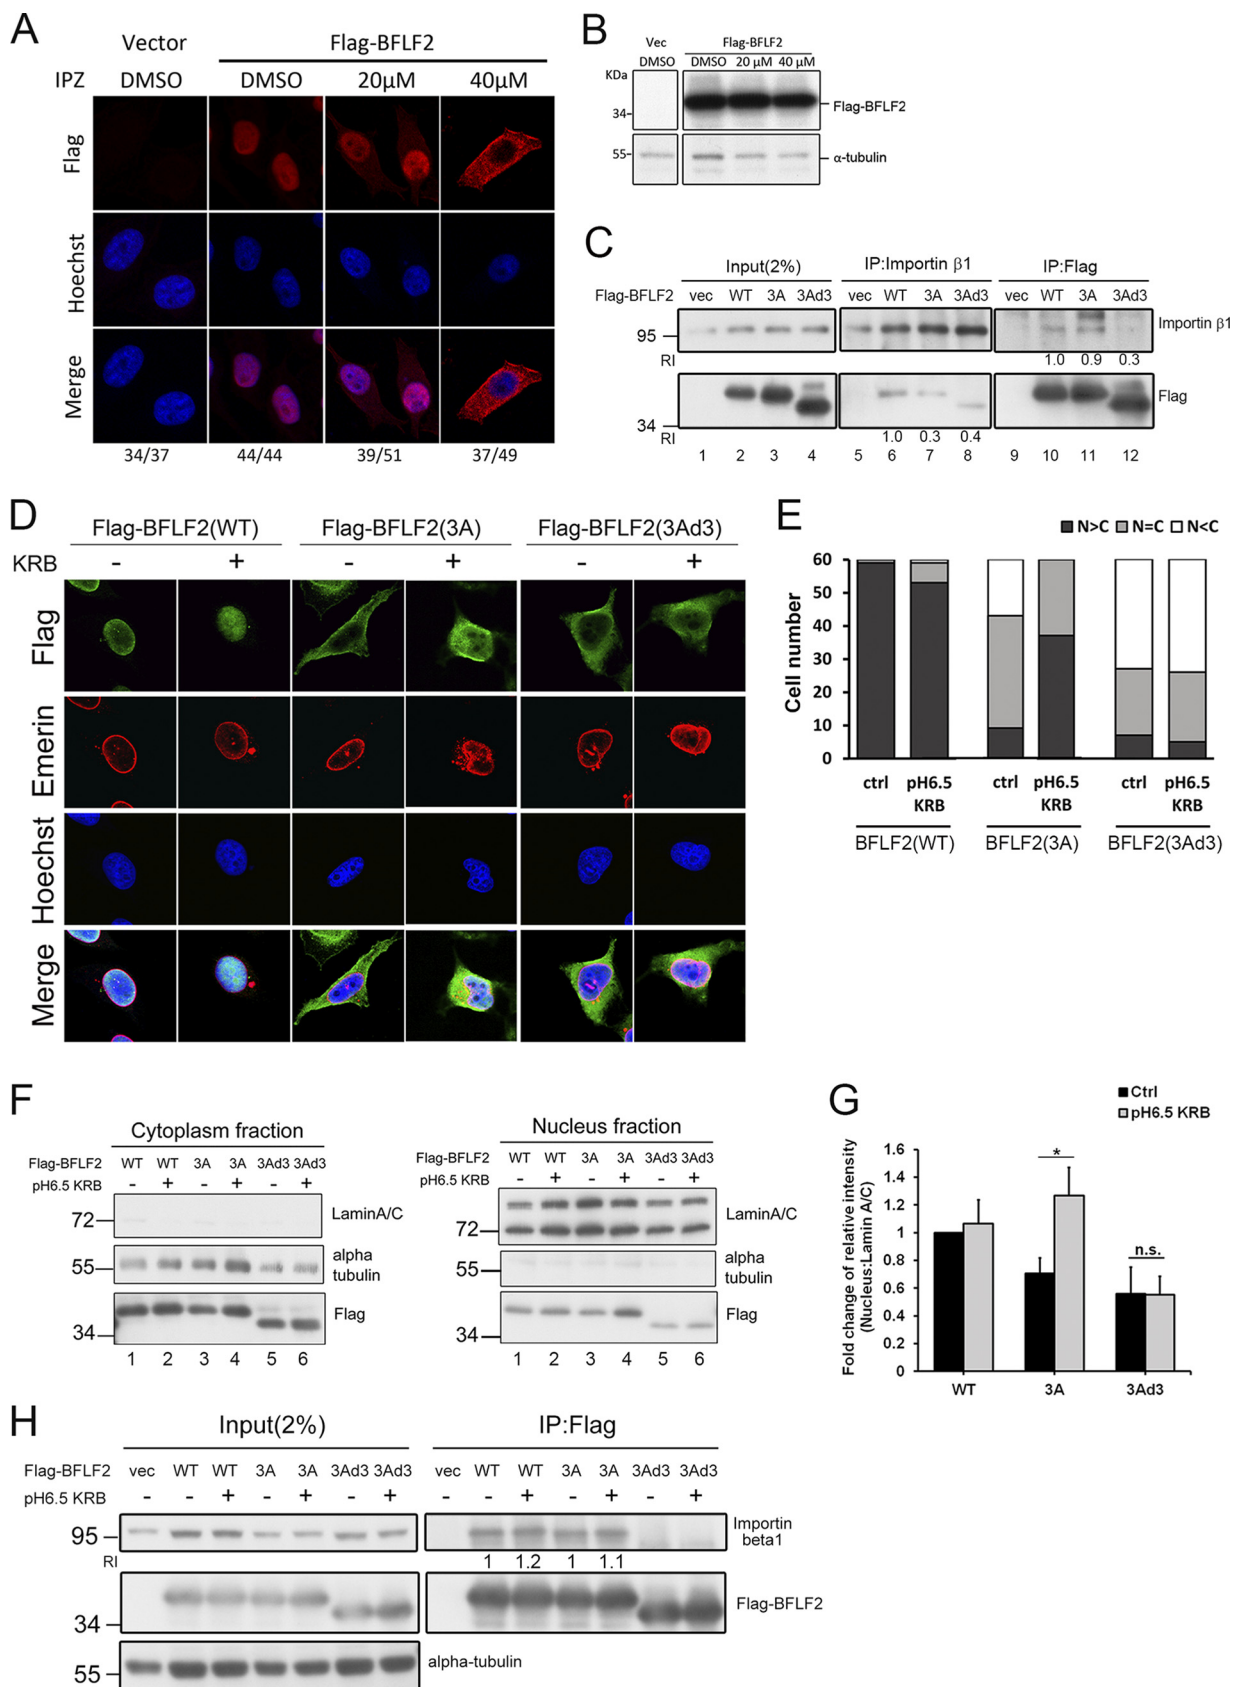 A
Vector Flag-BFLF2
IPZ DMSO DMSO 20μM 40μM
Flag
Hoechst
Merge
34/37 44/44 39/51 37/49
B
Vec Flag-BFLF2
DMSO DMSO 20 μM 40 μM
KDa
34- Flag-BFLF2
55- α-tubulin
C
Input(2%) IP:Importin β1 IP:Flag
Flag-BFLF2 vec WT 3A 3Ad3 vec WT 3A 3Ad3 vec WT 3A 3Ad3
95 Importin β1
RI 1.0 0.9 0.3
Flag
34
RI 1.0 0.3 0.4
1 2 3 4 5 6 7 8 9 10 11 12
D
Flag-BFLF2(WT) Flag-BFLF2(3A) Flag-BFLF2(3Ad3)
KRB - + - + - +
Flag
Emerin
Hoechst
Merge
E
N>C N=C N<C
Cell number
60
50
40
30
20
10
0
ctrl pH6.5 KRB ctrl pH6.5 KRB ctrl pH6.5 KRB
BFLF2(WT) BFLF2(3A) BFLF2(3Ad3)
F
Cytoplasm fraction
Flag-BFLF2 WT WT 3A 3A 3Ad3 3Ad3
pH6.5 KRB - + - + - +
72 LaminA/C
55 alpha tubulin
Flag
34
1 2 3 4 5 6
Nucleus fraction
Flag-BFLF2 WT WT 3A 3A 3Ad3 3Ad3
pH6.5 KRB - + - + - +
LaminA/C
72
55 alpha tubulin
Flag
34
1 2 3 4 5 6
G
Ctrl
pH6.5 KRB
Fold change of relative intensity
(Nucleus:Lamin A/C)
1.6
1.4
1.2
1
0.8
0.6
0.4
0.2
0
*
n.s.
WT 3A 3Ad3
H
Input(2%) IP:Flag
Flag-BFLF2 vec WT WT 3A 3A 3Ad3 3Ad3 vec WT WT 3A 3A 3Ad3 3Ad3
pH6.5 KRB - - + - + - + - - + - + - +
95 Importin beta1
RI 1 1.2 1 1.1
Flag-BFLF2
34
55 alpha-tubulin